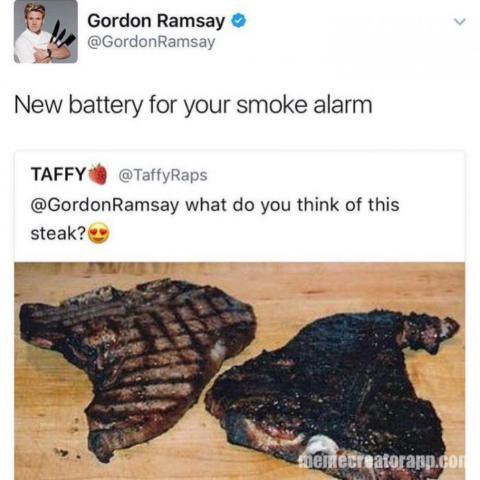 Gordon Ramsay
@GordonRamsay
New battery for your smoke alarm
TAFFY🍓 @TaffyRaps
@GordonRamsay what do you think of this
steak?😍
memecreatorapp.com